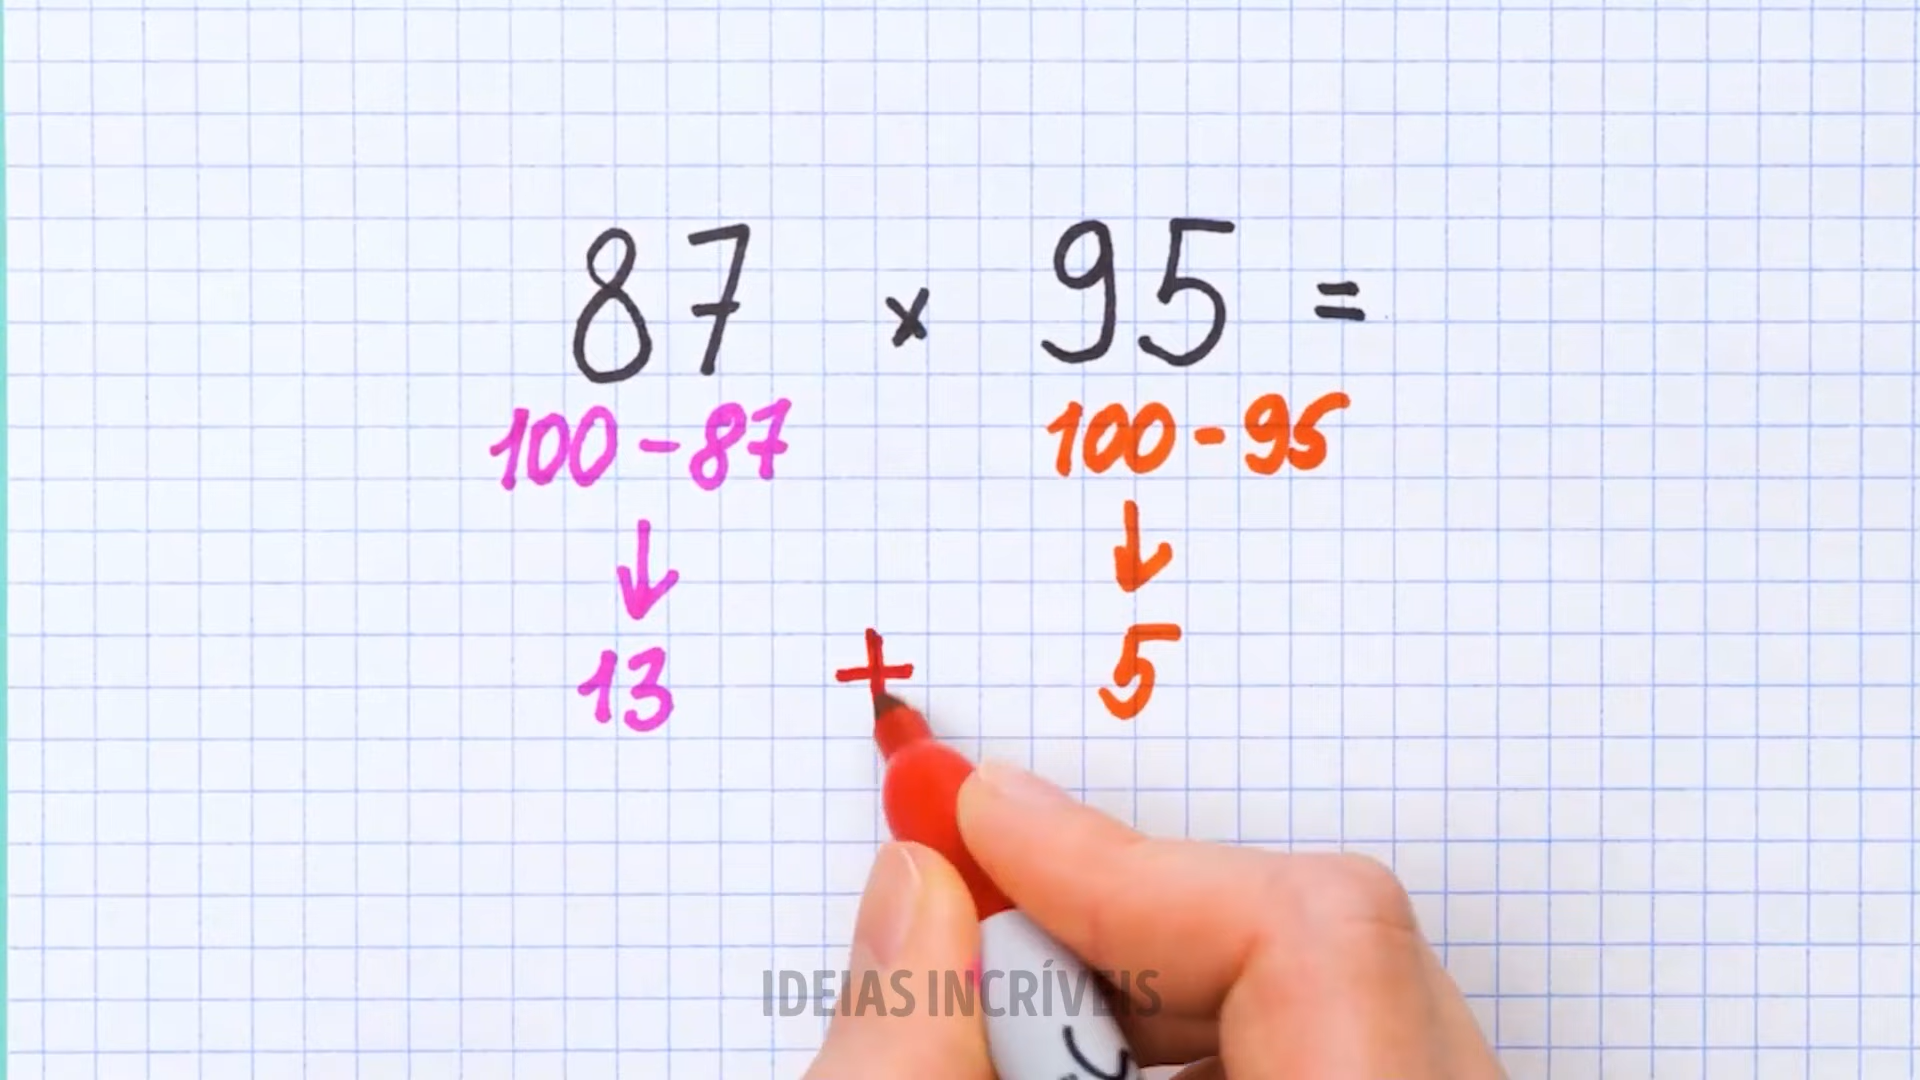 87 x 95 =
100-87 100-95
↓ ↓
13 + 5
IDEIAS INCRÍVEIS